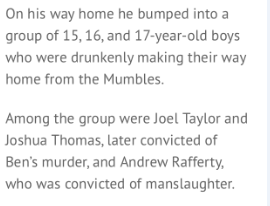 On his way home he bumped into a
group of 15, 16, and 17-year-old boys
who were drunkenly making their way
home from the Mumbles.
Among the group were Joel Taylor and
Joshua Thomas, later convicted of
Ben's murder, and Andrew Rafferty,
who was convicted of manslaughter.